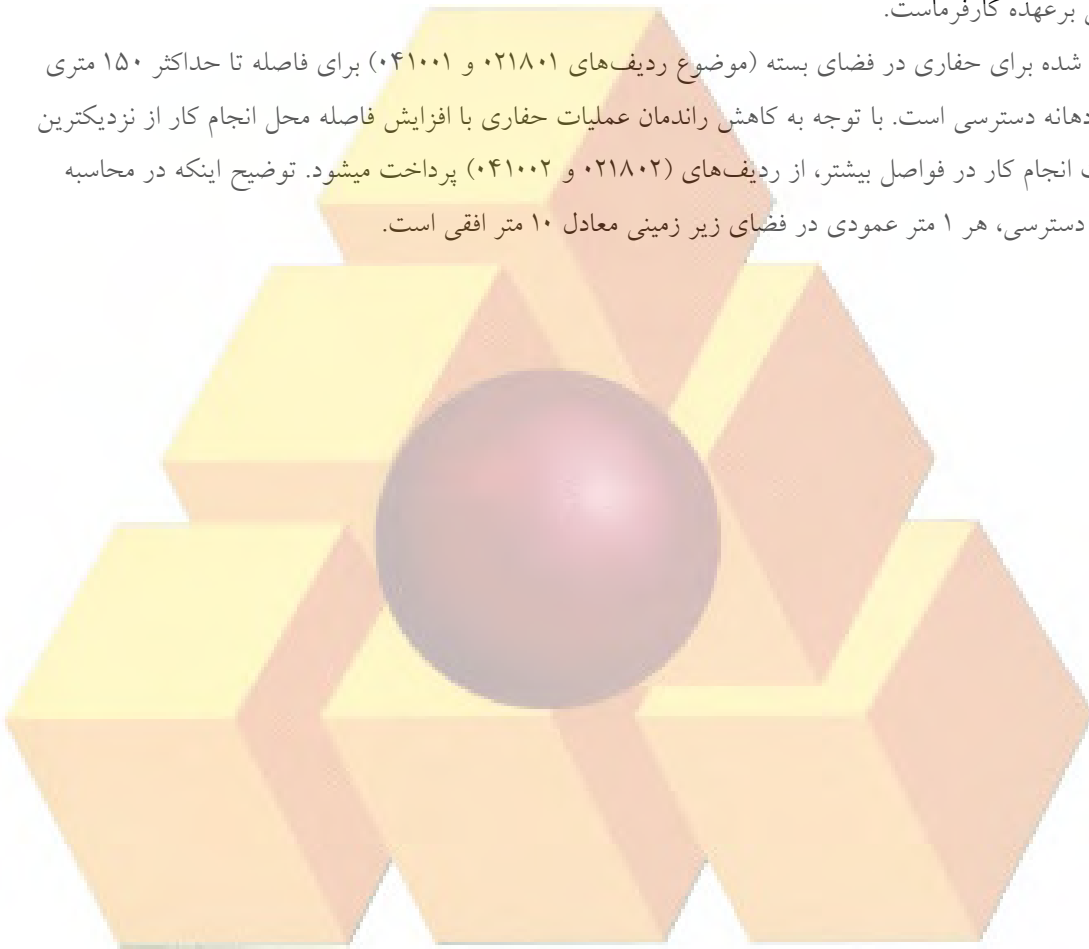 برعهده کارفرماست.
شده برای حفاری در فضای بسته (موضوع ردیف‌های ۰۲۱۸۰۱ و ۰۴۱۰۰۱) برای فاصله تا حداکثر ۱۵۰ متری
دهانه دسترسی است. با توجه به کاهش راندمان عملیات حفاری با افزایش فاصله محل انجام کار از نزدیکترین
انجام کار در فواصل بیشتر، از ردیف‌های (۰۲۱۸۰۲ و ۰۴۱۰۰۲) پرداخت میشود. توضیح اینکه در محاسبه
دسترسی، هر ۱ متر عمودی در فضای زیر زمینی معادل ۱۰ متر افقی است.